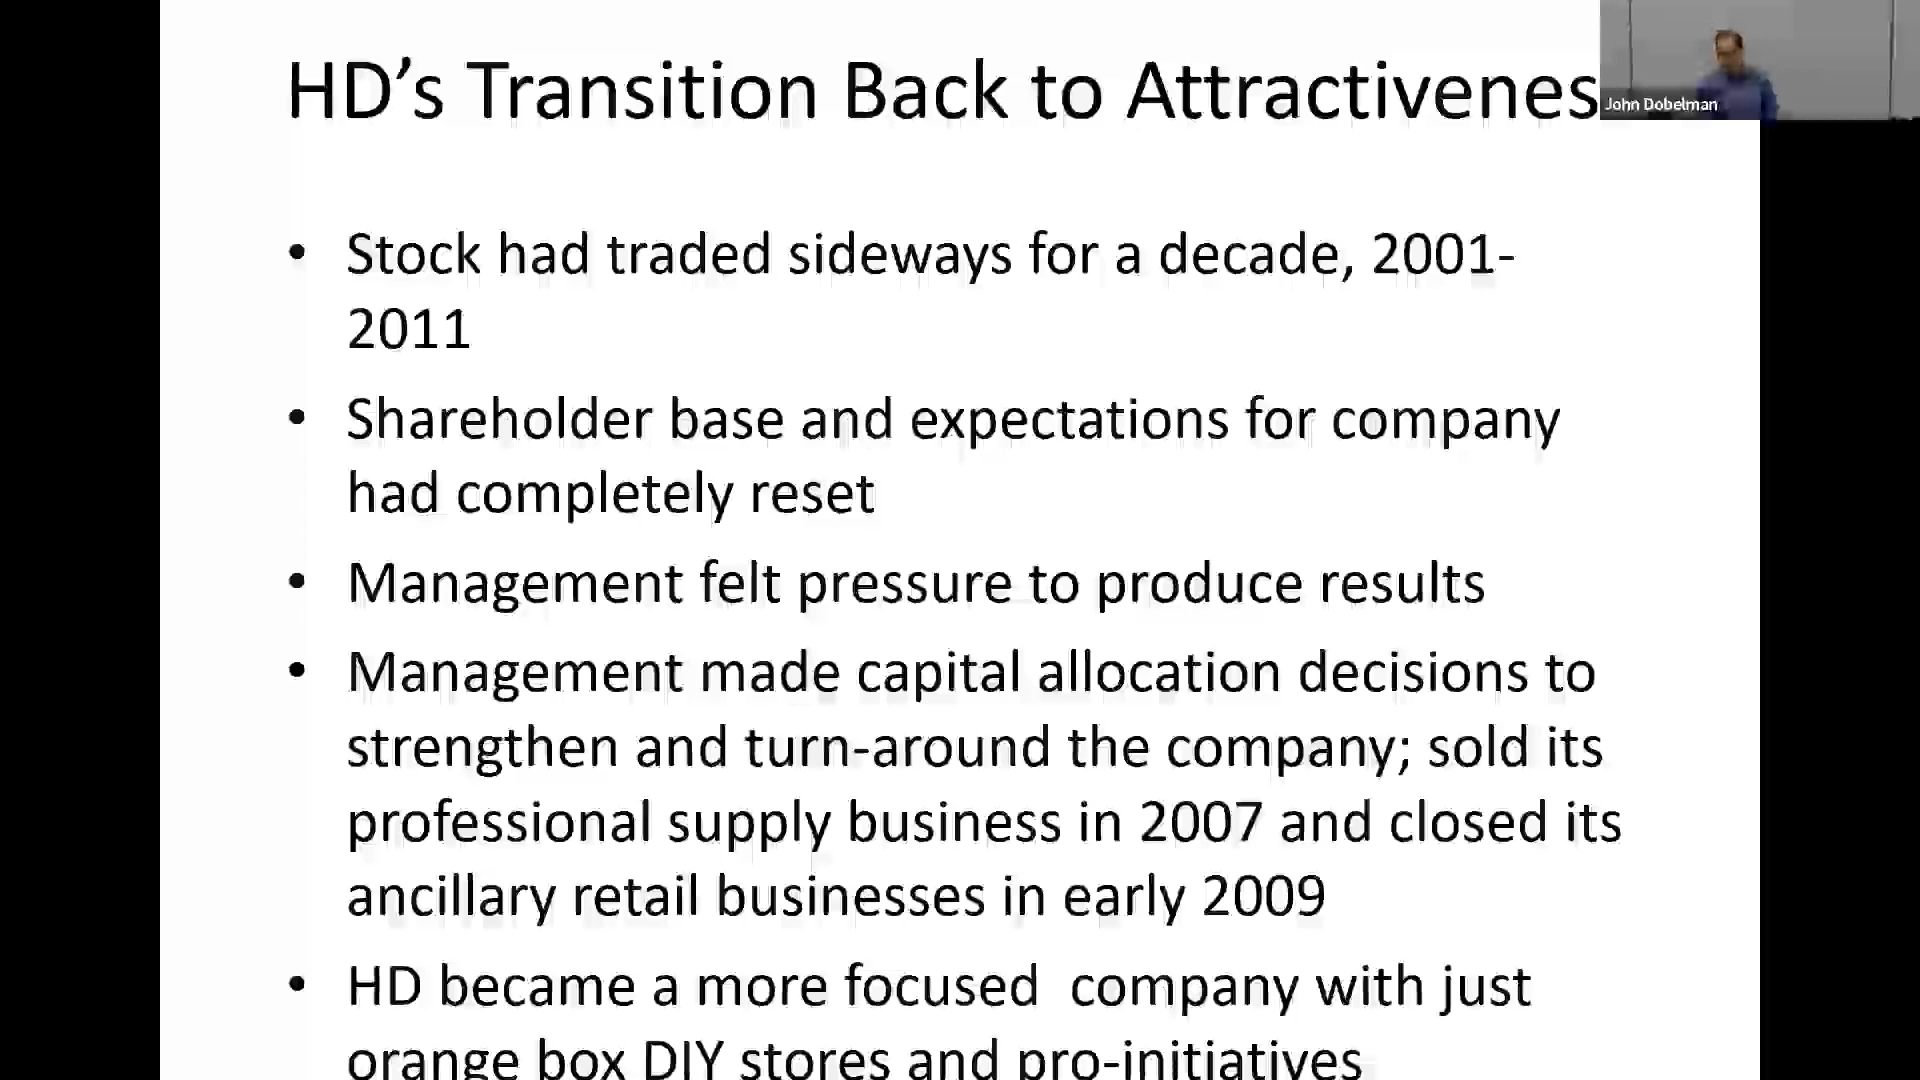 HD’s Transition Back to Attractivenes
John Dobelman
• Stock had traded sideways for a decade, 2001-
2011
• Shareholder base and expectations for company
had completely reset
• Management felt pressure to produce results
• Management made capital allocation decisions to
strengthen and turn-around the company; sold its
professional supply business in 2007 and closed its
ancillary retail businesses in early 2009
• HD became a more focused  company with just
orange box DIY stores and pro-initiatives